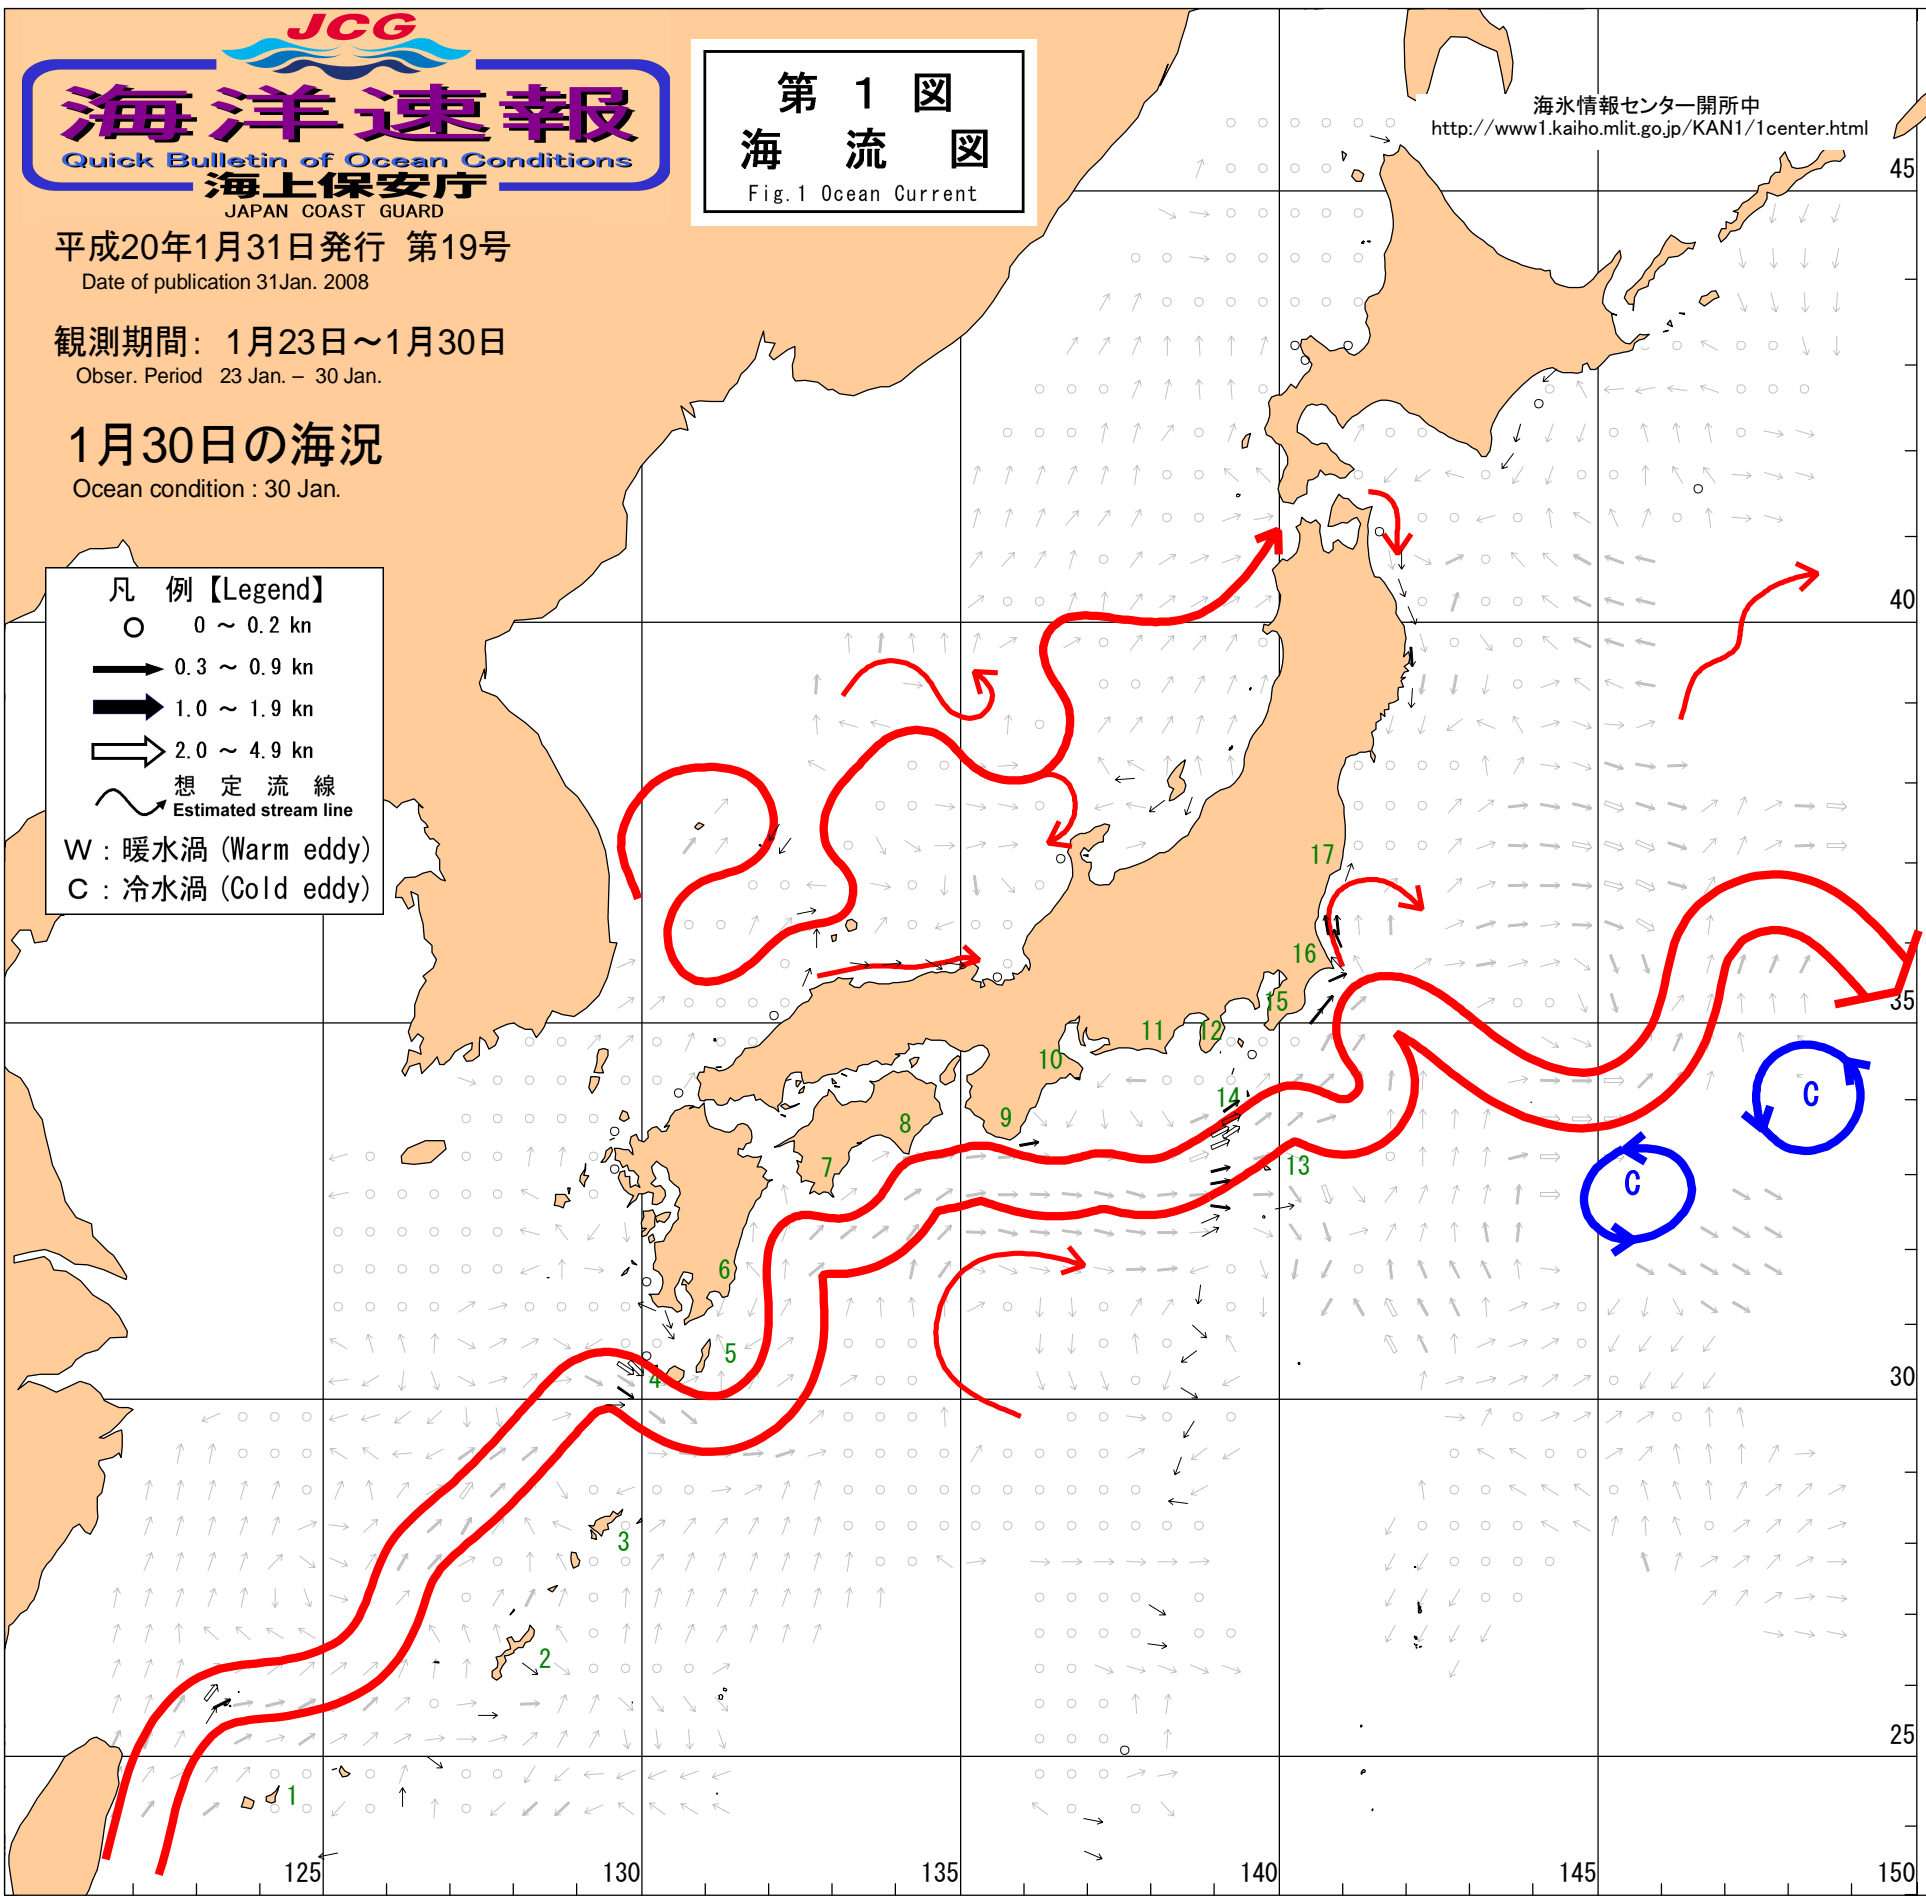 JCG
海洋速報
Quick Bulletin of Ocean Conditions
海上保安庁
JAPAN COAST GUARD
平成20年1月31日発行 第19号
Date of publication 31Jan. 2008
観測期間： 1月23日～1月30日
Obser. Period 23 Jan. – 30 Jan.
1月30日の海況
Ocean condition : 30 Jan.
第 1 図
海 流 図
Fig.1 Ocean Current
海氷情報センター開所中
http://www1.kaiho.mlit.go.jp/KAN1/1center.html
凡 例【Legend】
0 ～ 0.2 kn
0.3 ～ 0.9 kn
1.0 ～ 1.9 kn
2.0 ～ 4.9 kn
想 定 流 線
Estimated stream line
W : 暖水渦 (Warm eddy)
C : 冷水渦 (Cold eddy)
45
40
17
16
35
15
12
11
10
14
C
9
8
13
7
C
6
5
4
30
3
2
25
1
125
130
135
140
145
150